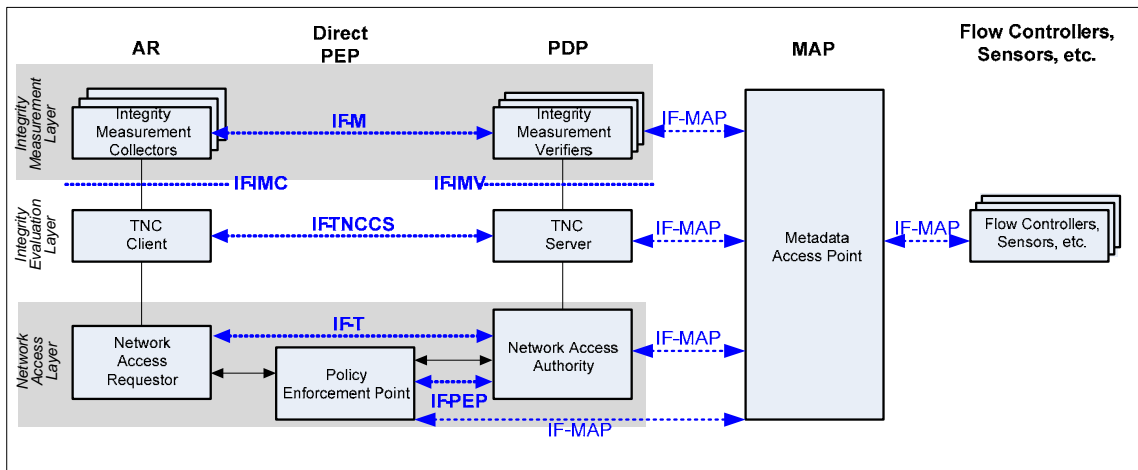 AR
Direct
PEP
PDP
MAP
Flow Controllers,
Sensors, etc.
Integrity
Measurement
Layer
Integrity
Measurement
Collectors
IF-M
Integrity
Measurement
Verifiers
IF-MAP
IF-IMC
IF-IMV
Integrity
Evaluation
Layer
TNC
Client
IF-TNCCS
TNC
Server
IF-MAP
Metadata
Access Point
IF-MAP
Flow Controllers,
Sensors, etc.
Network
Access Layer
Network
Access
Requestor
IF-T
Policy
Enforcement Point
Network Access
Authority
IF-MAP
IF-PEP
IF-MAP